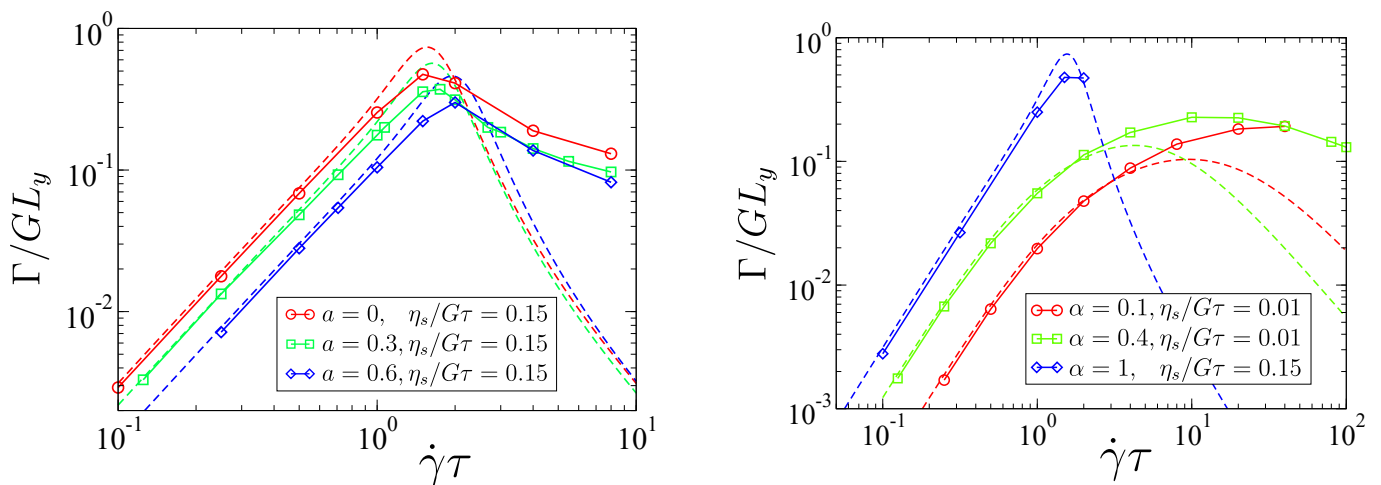 10^0
10^-1
10^-2
Γ/GL_y
a = 0, η_s/Gτ = 0.15
a = 0.3, η_s/Gτ = 0.15
a = 0.6, η_s/Gτ = 0.15
10^-1 10^0 10^1
γ̇τ
10^0
10^-1
10^-2
10^-3
Γ/GL_y
α = 0.1, η_s/Gτ = 0.01
α = 0.4, η_s/Gτ = 0.01
α = 1, η_s/Gτ = 0.15
10^-1 10^0 10^1 10^2
γ̇τ